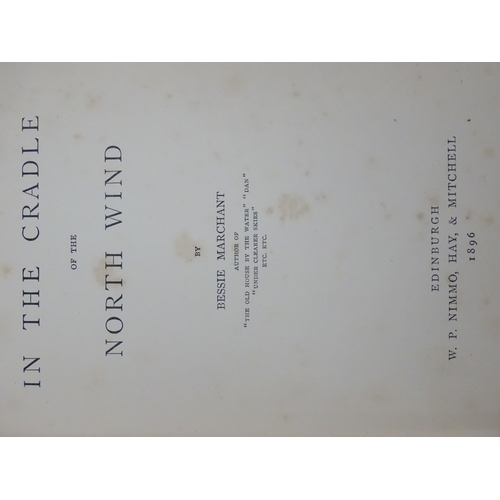 IN THE CRADLE
OF THE
NORTH WIND
BY
BESSIE MARCHANT
AUTHOR OF
"THE OLD HOUSE BY THE WATER" "DAN"
"UNDER CLEARER SKIES"
ETC. ETC.
EDINBURGH
W. P. NIMMO, HAY, & MITCHELL
1896